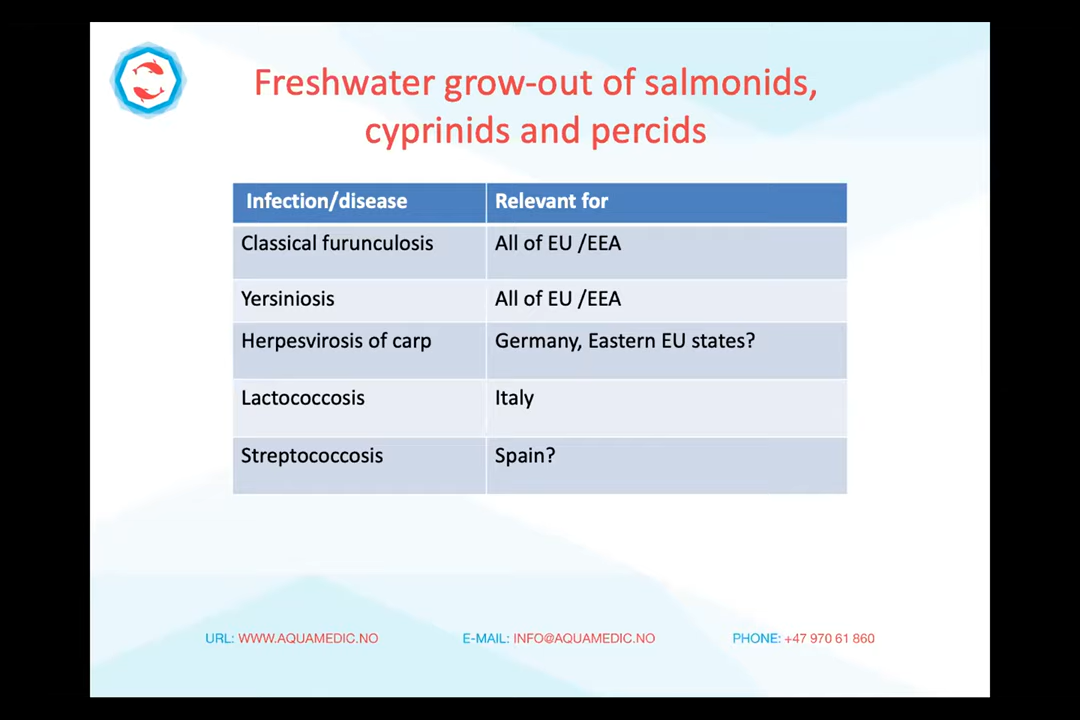 Freshwater grow-out of salmonids,
cyprinids and percids
Infection/disease Relevant for
Classical furunculosis All of EU /EEA
Yersiniosis All of EU /EEA
Herpesvirosis of carp Germany, Eastern EU states?
Lactococcosis Italy
Streptococcosis Spain?
URL: WWW.AQUAMEDIC.NO E-MAIL: INFO@AQUAMEDIC.NO PHONE: +47 970 61 860